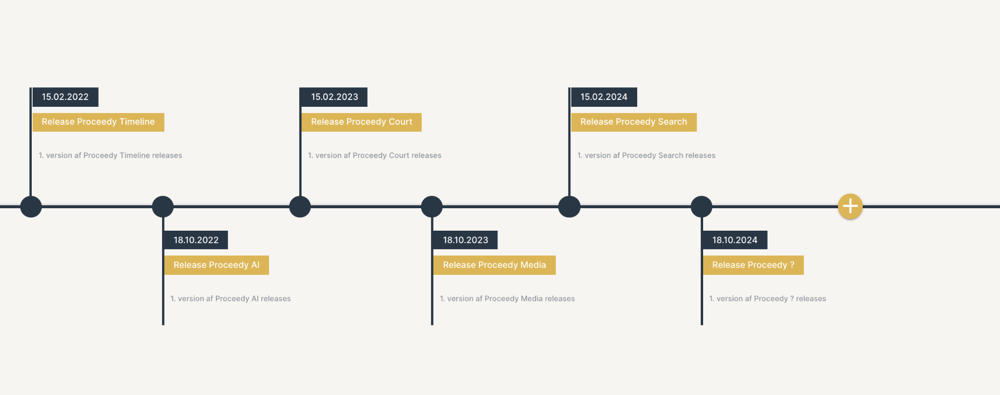 15.02.2022
Release Proceedy Timeline
1. version af Proceedy Timeline releases
18.10.2022
Release Proceedy AI
1. version af Proceedy AI releases
15.02.2023
Release Proceedy Court
1. version af Proceedy Court releases
18.10.2023
Release Proceedy Media
1. version af Proceedy Media releases
15.02.2024
Release Proceedy Search
1. version af Proceedy Search releases
18.10.2024
Release Proceedy ?
1. version af Proceedy ? releases